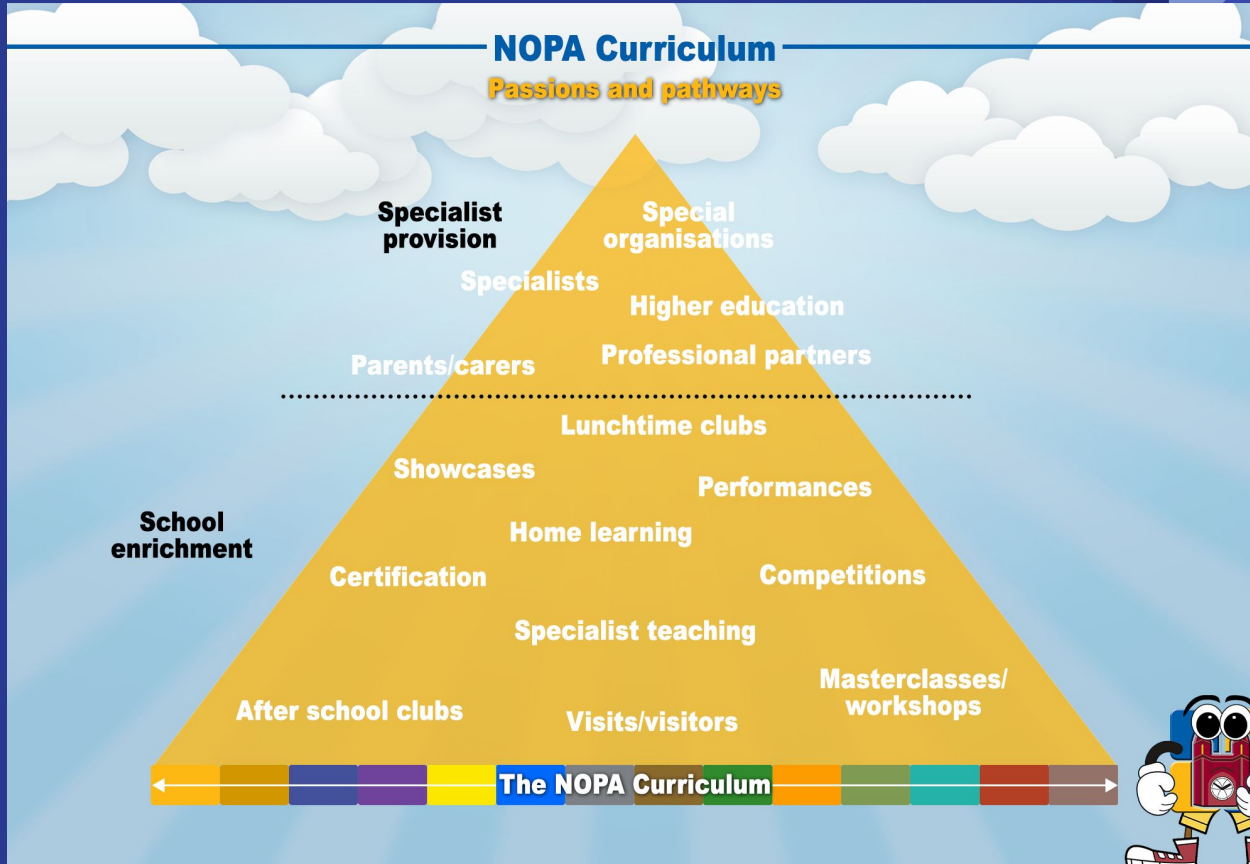 NOPA Curriculum
Passions and pathways
Specialist
provision
Special
organisations
Specialists
Higher education
Parents/carers
Professional partners
Lunchtime clubs
Showcases
Performances
School
enrichment
Home learning
Certification
Competitions
Specialist teaching
Masterclasses/
workshops
After school clubs
Visits/visitors
The NOPA Curriculum